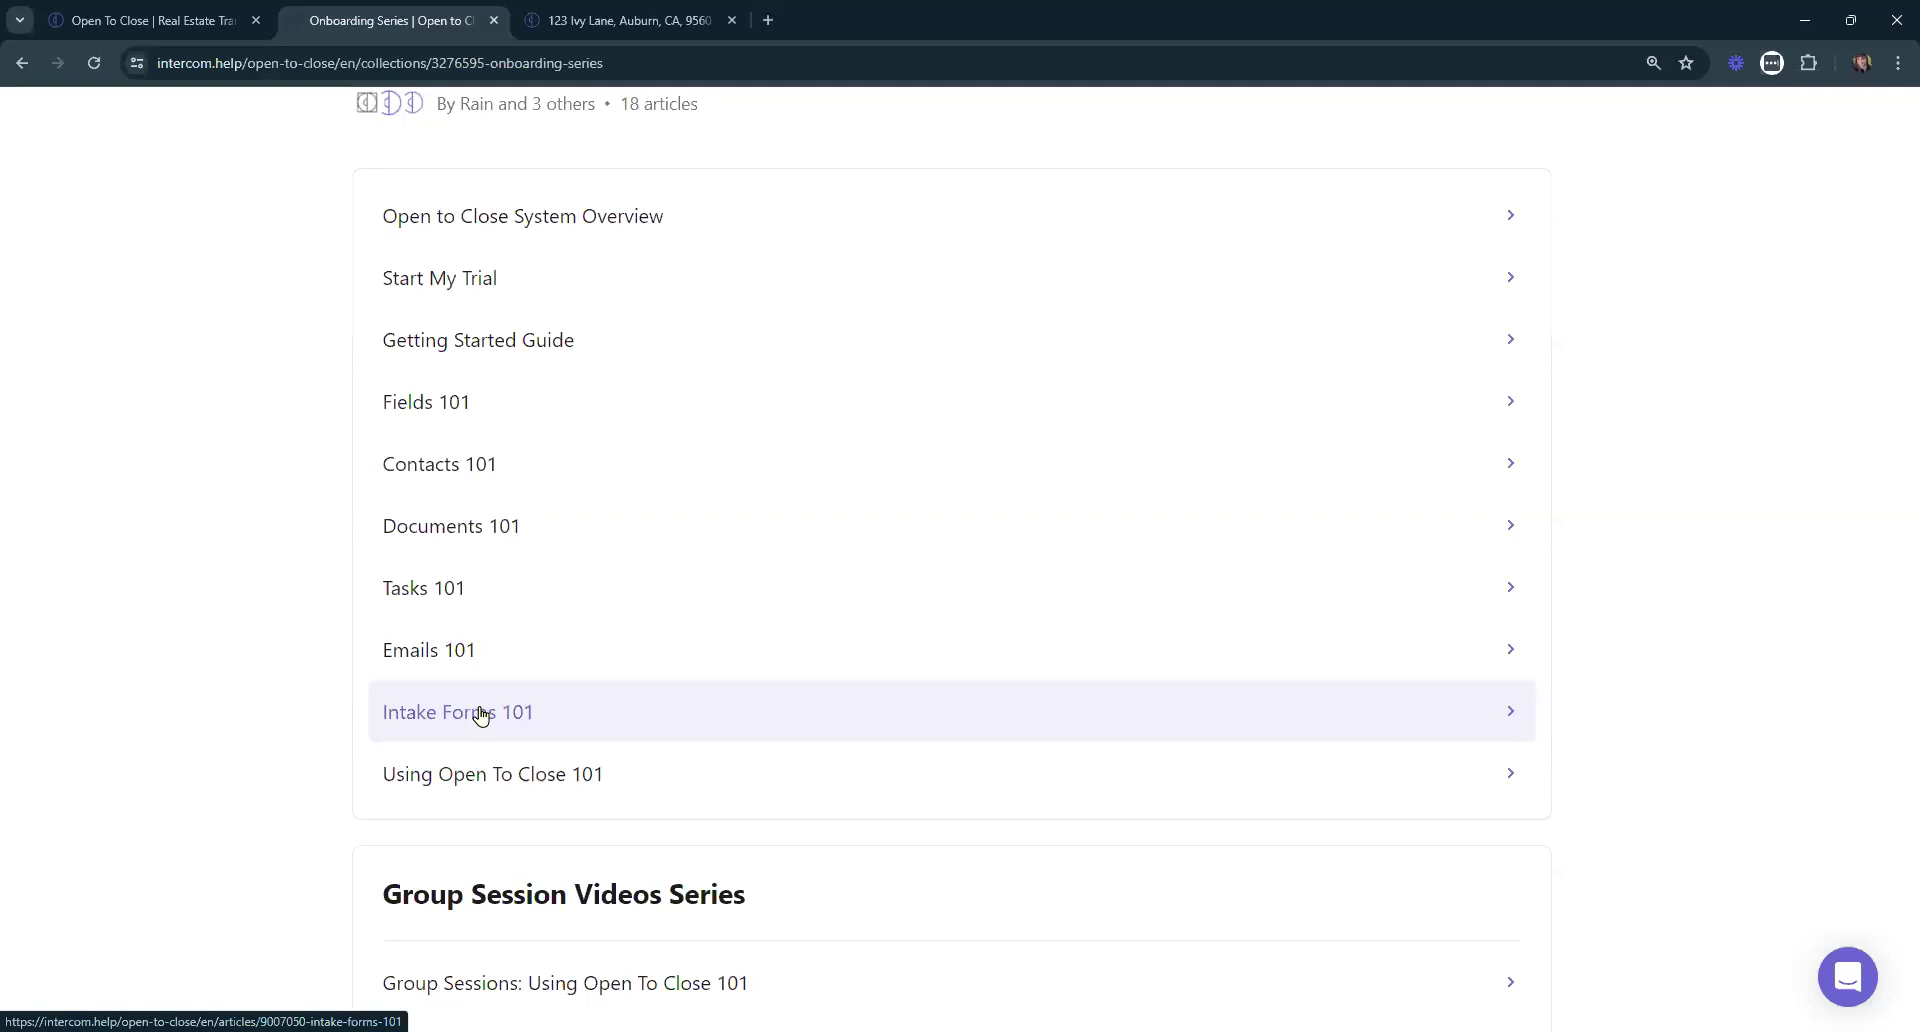 Open To Close | Real Estate Tra
Onboarding Series | Open to Cl
123 Ivy Lane, Auburn, CA, 9560
intercom.help/open-to-close/en/collections/3276595-onboarding-series
By Rain and 3 others • 18 articles
Open to Close System Overview
Start My Trial
Getting Started Guide
Fields 101
Contacts 101
Documents 101
Tasks 101
Emails 101
Intake Forms 101
Using Open To Close 101
Group Session Videos Series
Group Sessions: Using Open To Close 101
https://intercom.help/open-to-close/en/articles/9007050-intake-forms-101